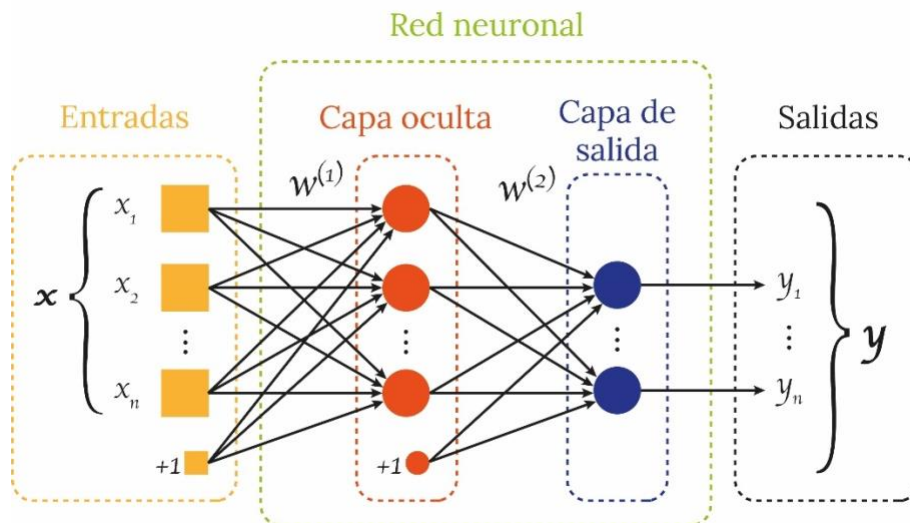 Red neuronal
Entradas
Capa oculta
Capa de
salida
Salidas
w(1)
w(2)
x1
x2
⋮
xn
+1
x
⋮
+1
⋮
y1
⋮
yn
y